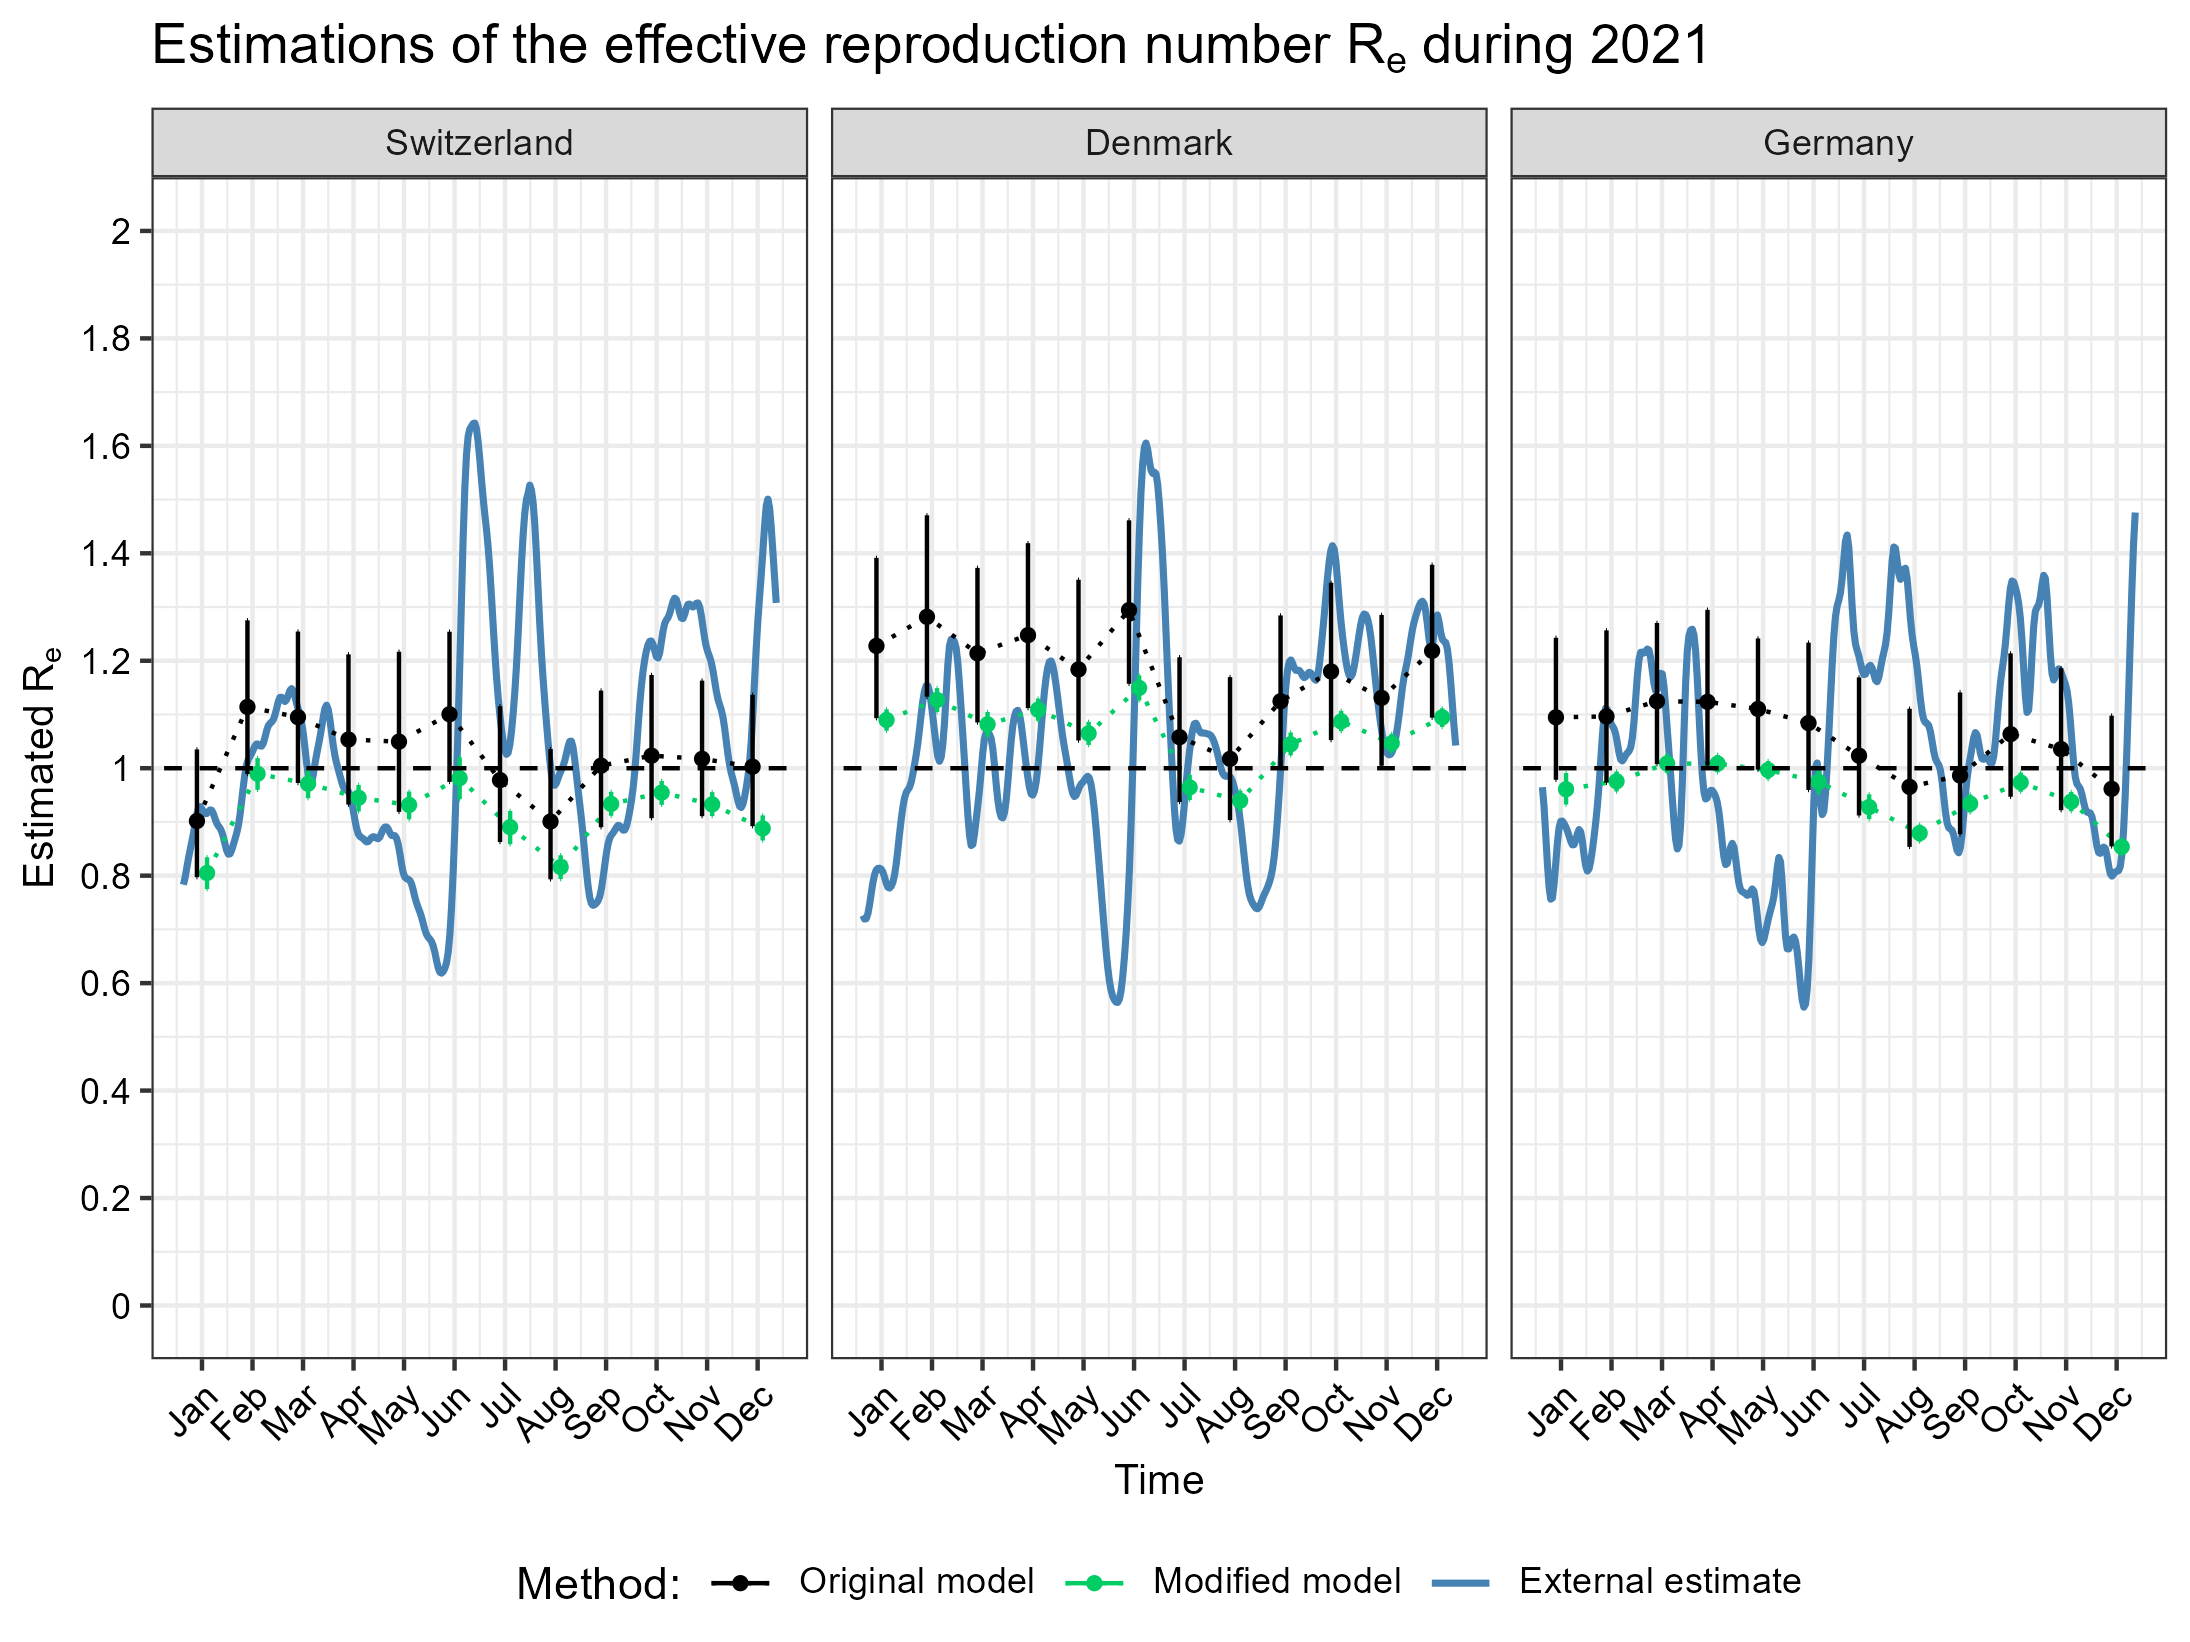 Estimations of the effective reproduction number Re during 2021
Switzerland Denmark Germany
Estimated Re
2
1.8
1.6
1.4
1.2
1
0.8
0.6
0.4
0.2
0
Jan Feb Mar Apr May Jun Jul Aug Sep Oct Nov Dec Jan Feb Mar Apr May Jun Jul Aug Sep Oct Nov Dec Jan Feb Mar Apr May Jun Jul Aug Sep Oct Nov Dec
Time
Method: Original model Modified model External estimate